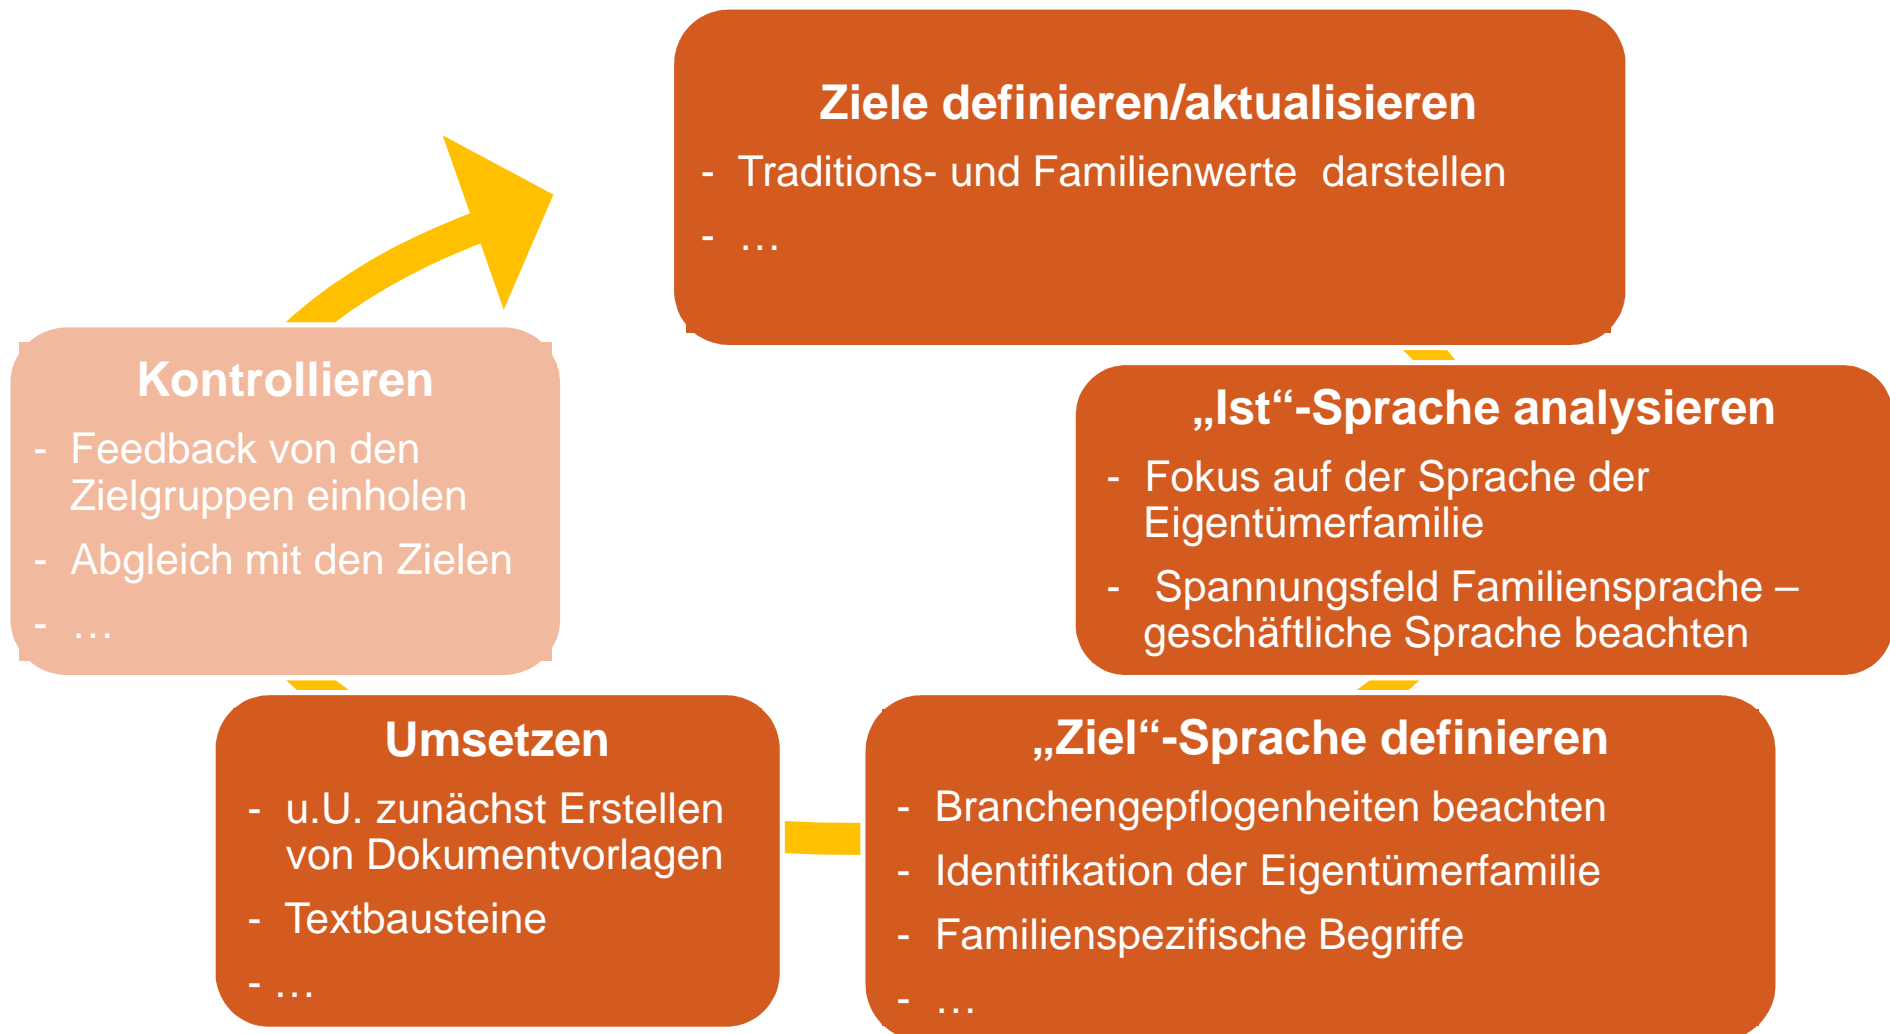 Ziele definieren/aktualisieren
- Traditions- und Familienwerte  darstellen
- …
„Ist“-Sprache analysieren
- Fokus auf der Sprache der
Eigentümerfamilie
- Spannungsfeld Familiensprache –
geschäftliche Sprache beachten
„Ziel“-Sprache definieren
- Branchengepflogenheiten beachten
- Identifikation der Eigentümerfamilie
- Familienspezifische Begriffe
- …
Umsetzen
- u.U. zunächst Erstellen
von Dokumentvorlagen
- Textbausteine
- …
Kontrollieren
- Feedback von den
Zielgruppen einholen
- Abgleich mit den Zielen
- …